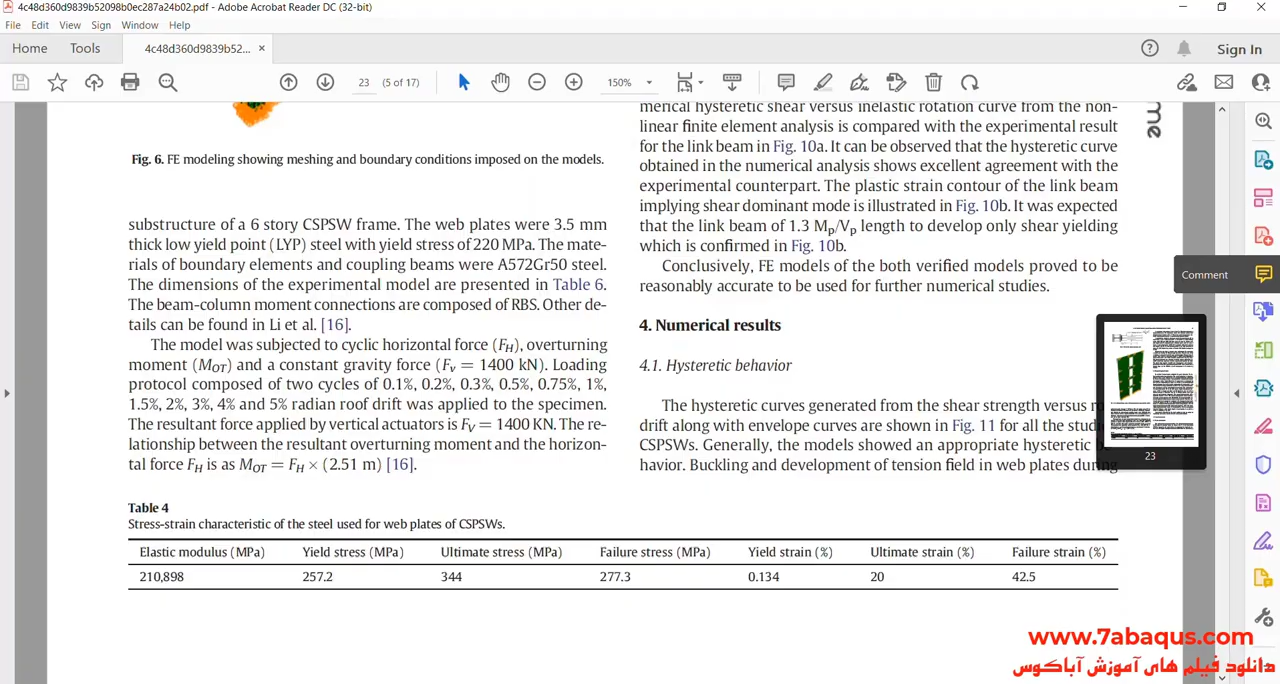 4c48d360d9839b52098b0ec287a24b02.pdf - Adobe Acrobat Reader DC (32-bit)
File Edit View Sign Window Help
Home Tools 4c48d360d9839b52... × Sign In
23 (5 of 17) 150%
Fig. 6. FE modeling showing meshing and boundary conditions imposed on the models.
substructure of a 6 story CSPSW frame. The web plates were 3.5 mm
thick low yield point (LYP) steel with yield stress of 220 MPa. The mate-
rials of boundary elements and coupling beams were A572Gr50 steel.
The dimensions of the experimental model are presented in Table 6.
The beam-column moment connections are composed of RBS. Other de-
tails can be found in Li et al. [16].
The model was subjected to cyclic horizontal force (FH), overturning
moment (MOT) and a constant gravity force (Fv = 1400 kN). Loading
protocol composed of two cycles of 0.1%, 0.2%, 0.3%, 0.5%, 0.75%, 1%,
1.5%, 2%, 3%, 4% and 5% radian roof drift was applied to the specimen.
The resultant force applied by vertical actuators FV = 1400 KN. The re-
lationship between the resultant overturning moment and the horizon-
tal force FH is as MOT = FH × (2.51 m) [16].
merical hysteretic shear versus inelastic rotation curve from the non-
linear finite element analysis is compared with the experimental result
for the link beam in Fig. 10a. It can be observed that the hysteretic curve
obtained in the numerical analysis shows excellent agreement with the
experimental counterpart. The plastic strain contour of the link beam
implying shear dominant mode is illustrated in Fig. 10b. It was expected
that the link beam of 1.3 Mp/Vp length to develop only shear yielding
which is confirmed in Fig. 10b.
Conclusively, FE models of the both verified models proved to be
reasonably accurate to be used for further numerical studies.
4. Numerical results
4.1. Hysteretic behavior
The hysteretic curves generated from the shear strength versus
drift along with envelope curves are shown in Fig. 11 for all the
CSPSWs. Generally, the models showed an appropriate hysteretic
havior. Buckling and development of tension field in web plates during
me
Comment
23
Table 4
Stress-strain characteristic of the steel used for web plates of CSPSWs.
Elastic modulus (MPa) Yield stress (MPa) Ultimate stress (MPa) Failure stress (MPa) Yield strain (%) Ultimate strain (%) Failure strain (%)
210,898 257.2 344 277.3 0.134 20 42.5
www.7abaqus.com
دانلود فیلم های آموزش آباکوس